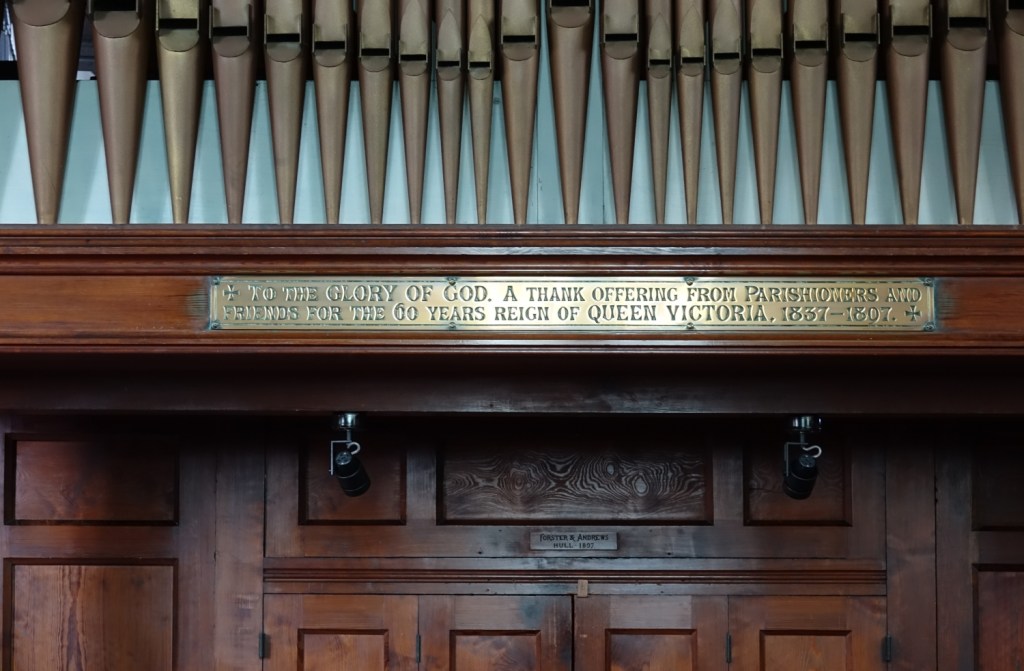 ✠ TO THE GLORY OF GOD. A THANK OFFERING FROM PARISHIONERS AND
FRIENDS FOR THE 60 YEARS REIGN OF QUEEN VICTORIA, 1837–1897. ✠
FORSTER & ANDREWS
HULL 1897